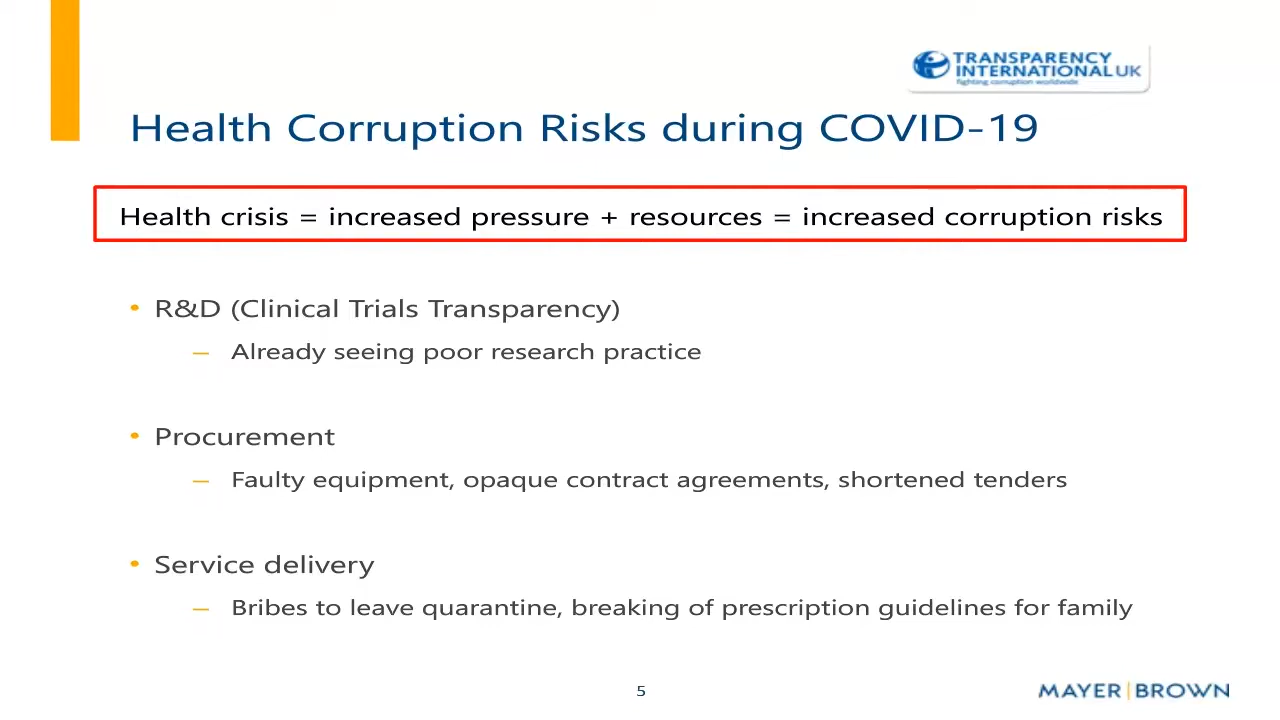 TRANSPARENCY
INTERNATIONAL UK
fighting corruption worldwide
Health Corruption Risks during COVID-19
Health crisis = increased pressure + resources = increased corruption risks
• R&D (Clinical Trials Transparency)
– Already seeing poor research practice
• Procurement
– Faulty equipment, opaque contract agreements, shortened tenders
• Service delivery
– Bribes to leave quarantine, breaking of prescription guidelines for family
5
MAYER | BROWN